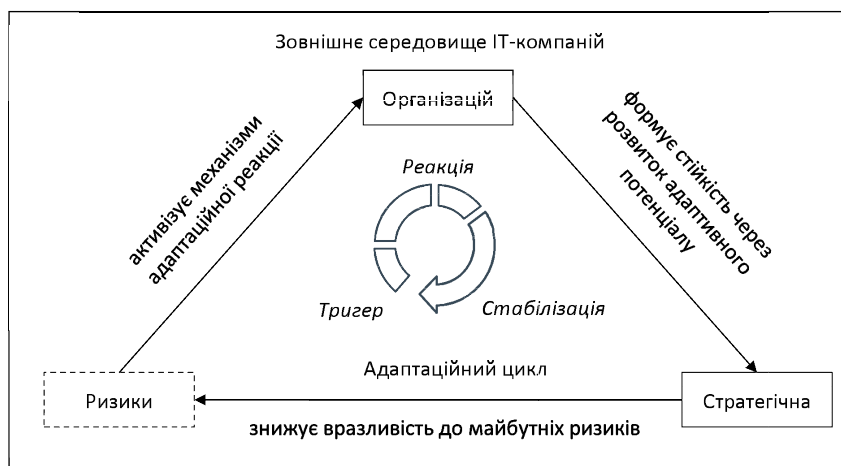 Зовнішнє середовище ІТ-компаній
Організацій
активізує механізми
адаптаційної реакції
формує стійкість через
розвиток адаптивного
потенціалу
Реакція
Тригер
Стабілізація
Адаптаційний цикл
Ризики
Стратегічна
знижує вразливість до майбутніх ризиків